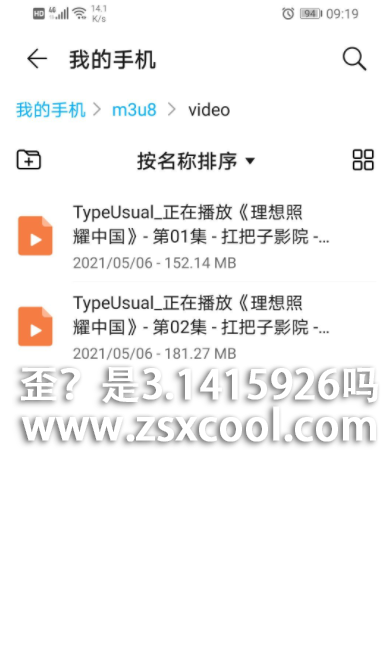 HD 4G 14.1 K/s 94 09:19
我的手机
我的手机 > m3u8 > video
按名称排序
TypeUsual_正在播放《理想照
耀中国》- 第01集 - 扛把子影院 -...
2021/05/06 - 152.14 MB
TypeUsual_正在播放《理想照
耀中国》- 第02集 - 扛把子影院 -...
2021/05/06 - 181.27 MB
歪？是3.1415926吗
www.zsxcool.com